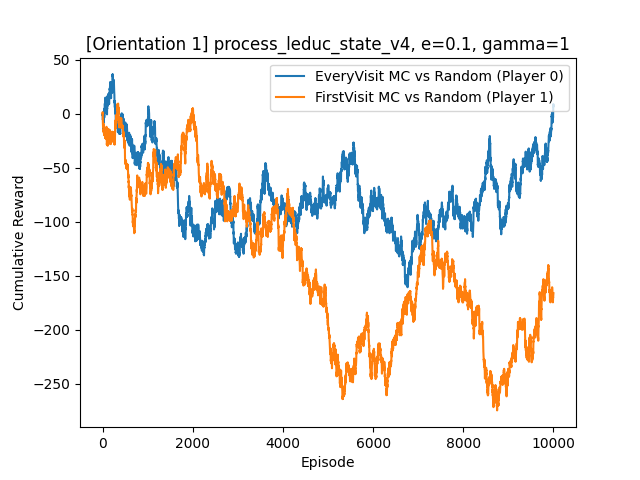 [Orientation 1] process_leduc_state_v4, e=0.1, gamma=1
EveryVisit MC vs Random (Player 0)
FirstVisit MC vs Random (Player 1)
Cumulative Reward
50
0
−50
−100
−150
−200
−250
0 2000 4000 6000 8000 10000
Episode